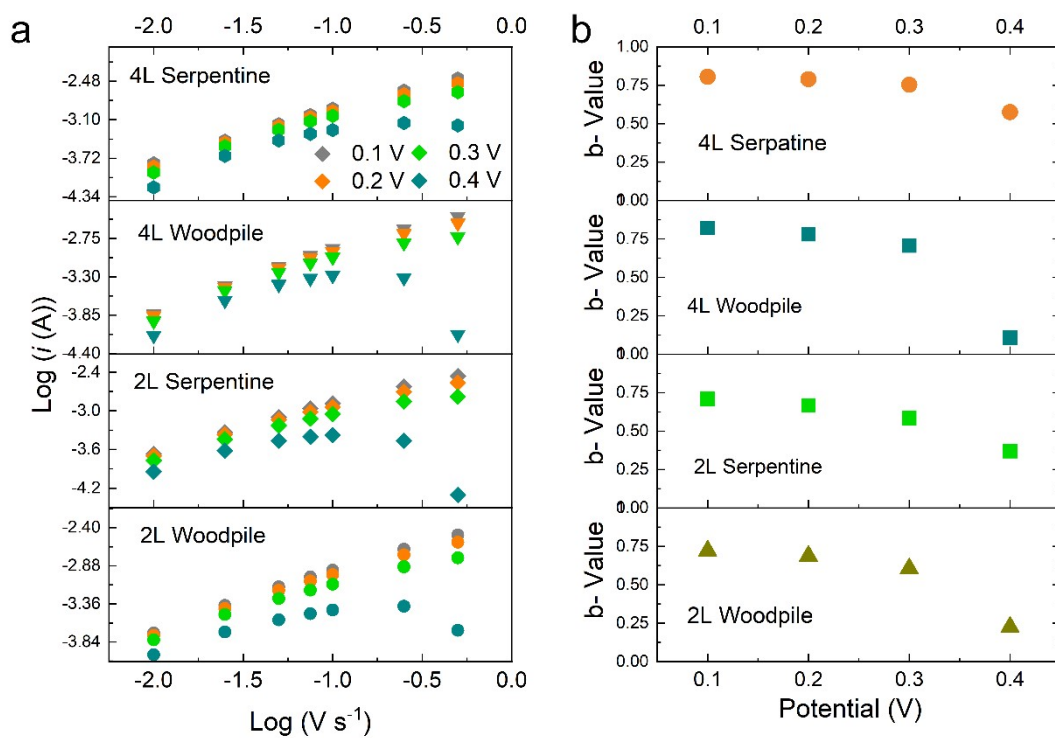 a
-2.0 -1.5 -1.0 -0.5 0.0
4L Serpentine
-2.48
-3.10
-3.72
-4.34
0.1 V 0.3 V
0.2 V 0.4 V
4L Woodpile
-2.75
-3.30
-3.85
-4.40
2L Serpentine
-2.4
-3.0
-3.6
-4.2
2L Woodpile
-2.40
-2.88
-3.36
-3.84
-2.0 -1.5 -1.0 -0.5 0.0
Log (V s⁻¹)
Log (i (A))
b
0.1 0.2 0.3 0.4
1.00
0.75
0.50
0.25
0.00
b- Value
4L Serpatine
0.75
0.50
0.25
0.00
b- Value
4L Woodpile
0.75
0.50
0.25
0.00
b- Value
2L Serpentine
0.75
0.50
0.25
0.00
b- Value
2L Woodpile
0.1 0.2 0.3 0.4
Potential (V)